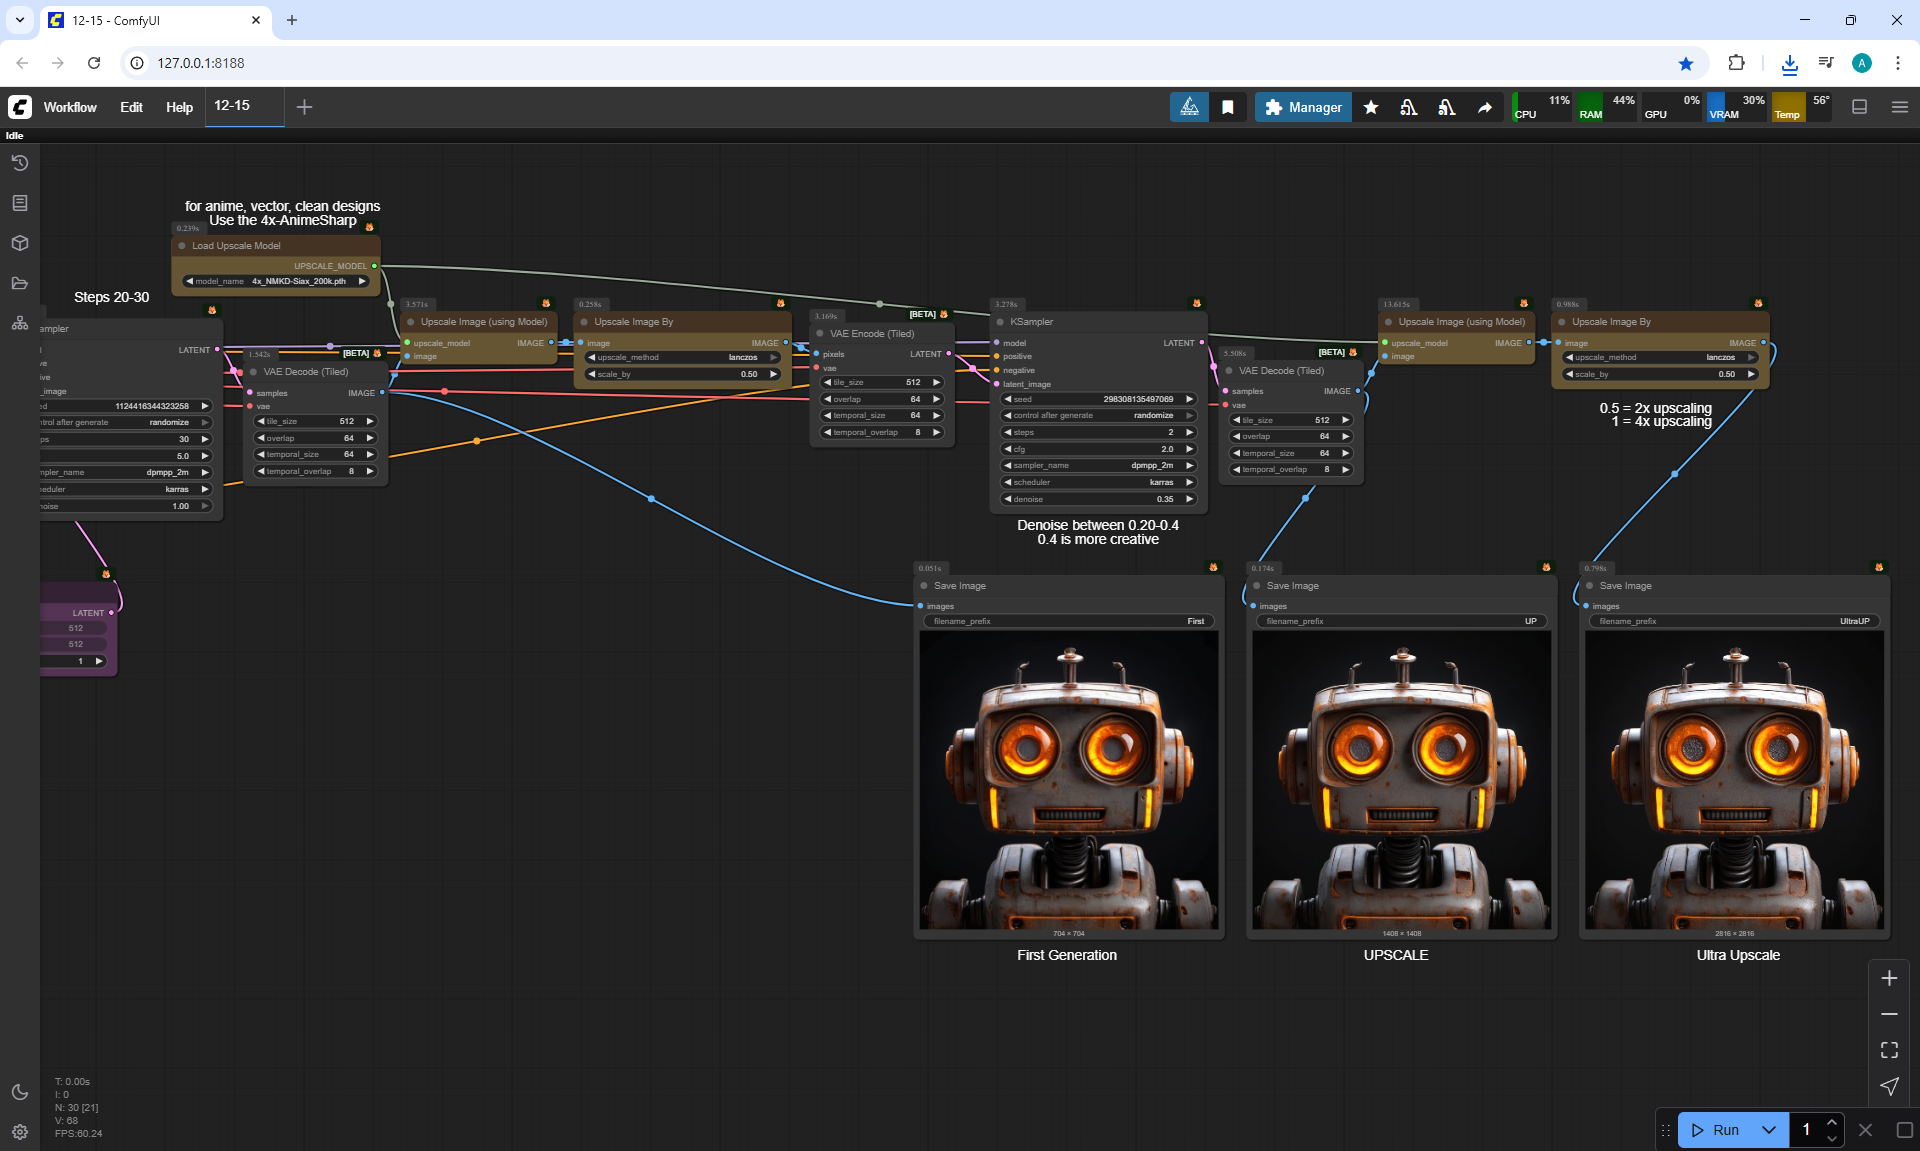 12-15 - ComfyUI
127.0.0.1:8188
A
Workflow
Edit
Help
12-15
Manager
11%
CPU
44%
RAM
0%
GPU
30%
VRAM
56°
Temp
Idle
for anime, vector, clean designs
Use the 4x-AnimeSharp
0.239s
Load Upscale Model
UPSCALE_MODEL
model_name 4x_NMKD-Siax_200k.pth
Steps 20-30
ampler
LATENT
ve
ive
_image
ed 1124416344323258
trol after generate randomize
ps 30
5.0
mpler_name dpmpp_2m
eduler karras
noise 1.00
LATENT
512
512
1
1.542s
[BETA]
VAE Decode (Tiled)
samples IMAGE
vae
tile_size 512
overlap 64
temporal_size 64
temporal_overlap 8
3.571s
Upscale Image (using Model)
upscale_model IMAGE
image
0.258s
Upscale Image By
image IMAGE
upscale_method lanczos
scale_by 0.50
3.169s
[BETA]
VAE Encode (Tiled)
pixels LATENT
vae
tile_size 512
overlap 64
temporal_size 64
temporal_overlap 8
3.278s
KSampler
model LATENT
positive
negative
latent_image
seed 298308135497069
control after generate randomize
steps 2
cfg 2.0
sampler_name dpmpp_2m
scheduler karras
denoise 0.35
Denoise between 0.20-0.4
0.4 is more creative
5.508s
[BETA]
VAE Decode (Tiled)
samples IMAGE
vae
tile_size 512
overlap 64
temporal_size 64
temporal_overlap 8
13.615s
Upscale Image (using Model)
upscale_model IMAGE
image
0.988s
Upscale Image By
image IMAGE
upscale_method lanczos
scale_by 0.50
0.5 = 2x upscaling
1 = 4x upscaling
0.051s
Save Image
images
filename_prefix First
704 × 704
First Generation
0.174s
Save Image
images
filename_prefix UP
1408 × 1408
UPSCALE
0.798s
Save Image
images
filename_prefix UltraUP
2816 × 2816
Ultra Upscale
T: 0.00s
I: 0
N: 30 [21]
V: 68
FPS:60.24
Run
1